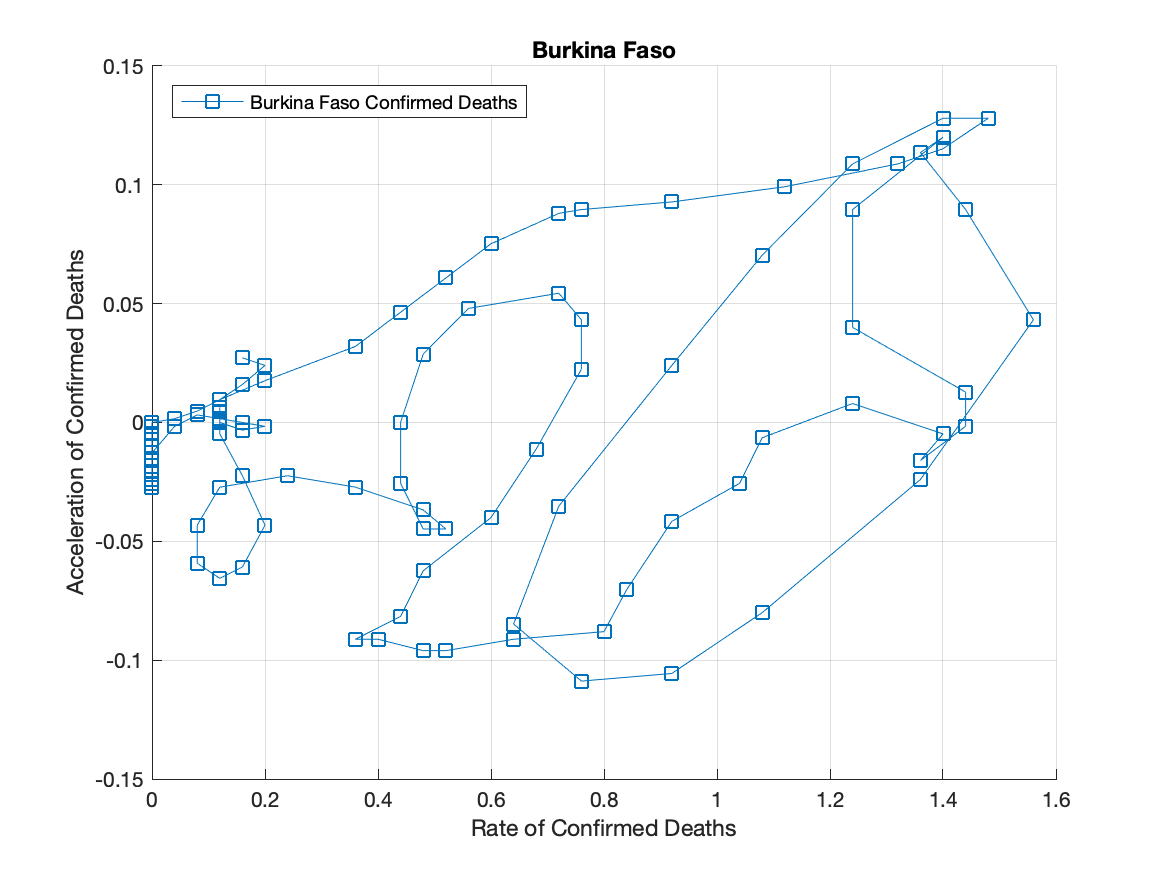 Burkina Faso
Burkina Faso Confirmed Deaths
0.15
0.1
0.05
0
-0.05
-0.1
-0.15
Acceleration of Confirmed Deaths
0 0.2 0.4 0.6 0.8 1 1.2 1.4 1.6
Rate of Confirmed Deaths